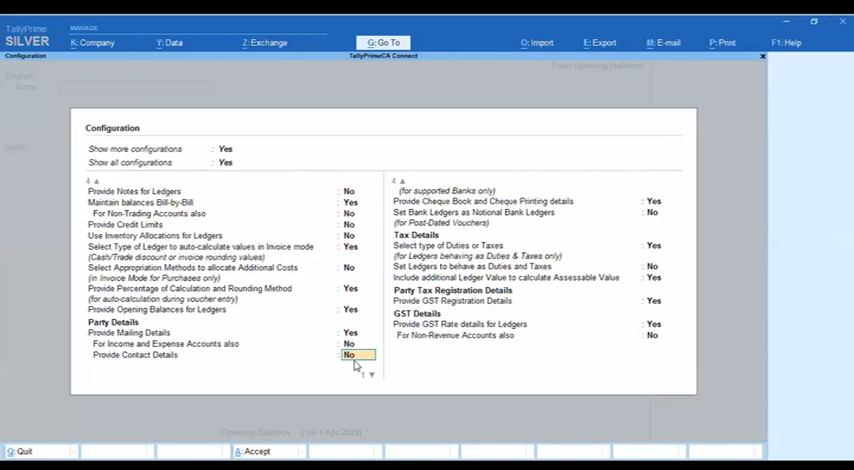 TallyPrime
MANAGE
SILVER
K: Company
Y: Data
Z: Exchange
G: Go To
O: Import
E: Export
M: E-mail
P: Print
F1: Help
Configuration
TallyPrimeCA Connect
English
Total Opening Balance
Name
Under
Configuration
Show more configurations : Yes
Show all configurations : Yes
4
Provide Notes for Ledgers : No
Maintain balances Bill-by-Bill : Yes
For Non-Trading Accounts also : No
Provide Credit Limits : No
Use Inventory Allocations for Ledgers : No
Select Type of Ledger to auto-calculate values in Invoice mode : Yes
(Cash/Trade discount or invoice rounding values)
Select Appropriation Methods to allocate Additional Costs : No
(in Invoice Mode for Purchases only)
Provide Percentage of Calculation and Rounding Method : Yes
(for auto-calculation during voucher entry)
Provide Opening Balances for Ledgers : Yes
Party Details
Provide Mailing Details : Yes
For Income and Expense Accounts also : No
Provide Contact Details : No
1
4
(for supported Banks only)
Provide Cheque Book and Cheque Printing details : Yes
Set Bank Ledgers as Notional Bank Ledgers : No
(for Post-Dated Vouchers)
Tax Details
Select type of Duties or Taxes : Yes
(for Ledgers behaving as Duties & Taxes only)
Set Ledgers to behave as Duties and Taxes : No
Include additional Ledger Value to calculate Assessable Value : Yes
Party Tax Registration Details
Provide GST Registration Details : Yes
GST Details
Provide GST Rate details for Ledgers : Yes
For Non-Revenue Accounts also : No
Q: Quit
A: Accept